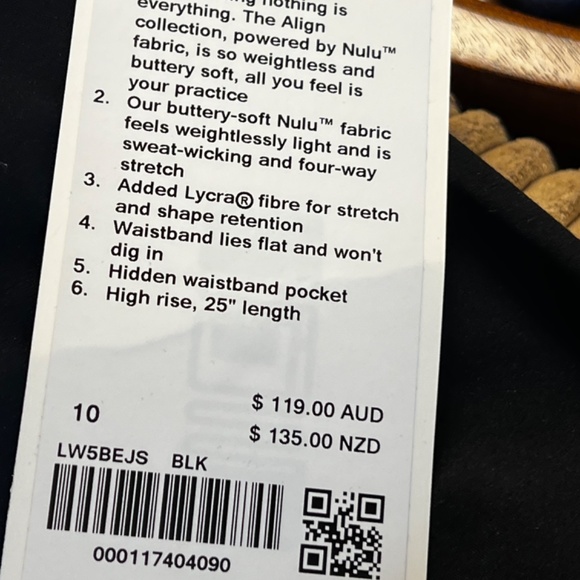 nothing is
everything. The Align
collection, powered by Nulu™
fabric, is so weightless and
buttery soft, all you feel is
your practice
2. Our buttery-soft Nulu™ fabric
feels weightlessly light and is
sweat-wicking and four-way
stretch
3. Added Lycra® fibre for stretch
and shape retention
4. Waistband lies flat and won't
dig in
5. Hidden waistband pocket
6. High rise, 25" length
10
$ 119.00 AUD
$ 135.00 NZD
LW5BEJS BLK
000117404090